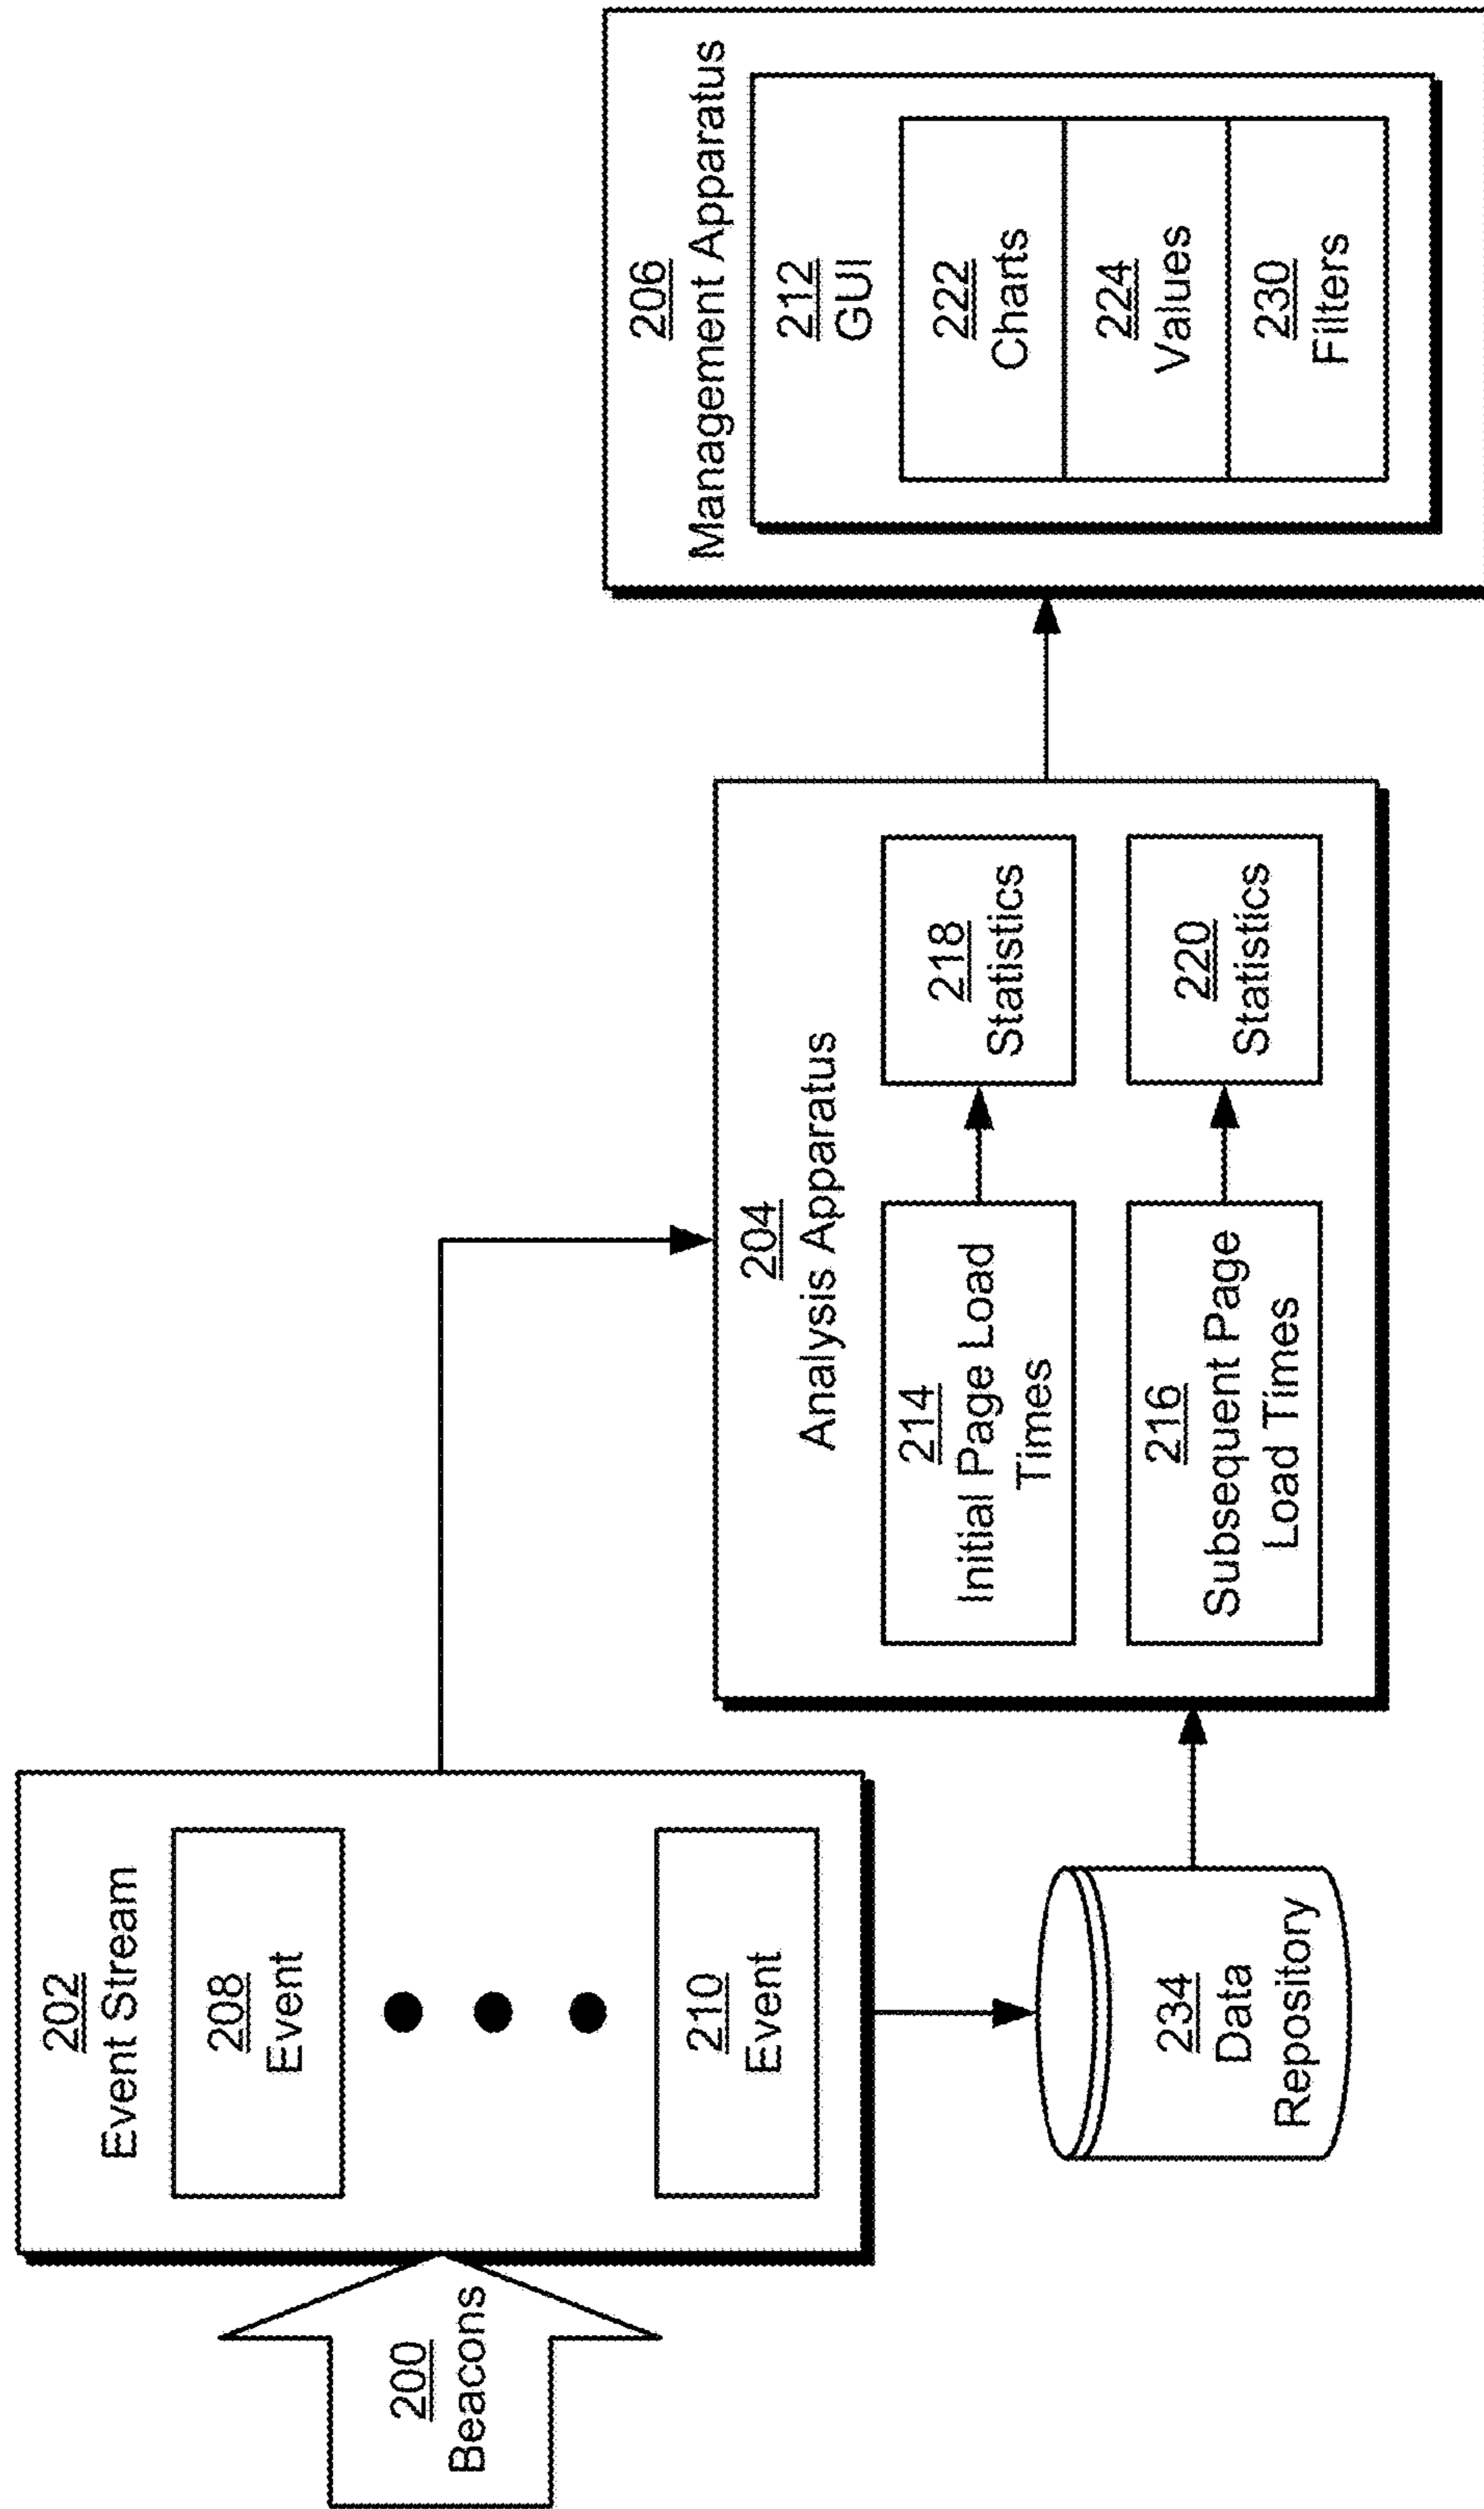 200
Beacons
202
Event Stream
208
Event
210
Event
234
Data
Repository
204
Analysis Apparatus
214
Initial Page Load
Times
218
Statistics
216
Subsequent Page
Load Times
220
Statistics
206
Management Apparatus
212
GUI
222
Charts
224
Values
230
Filters